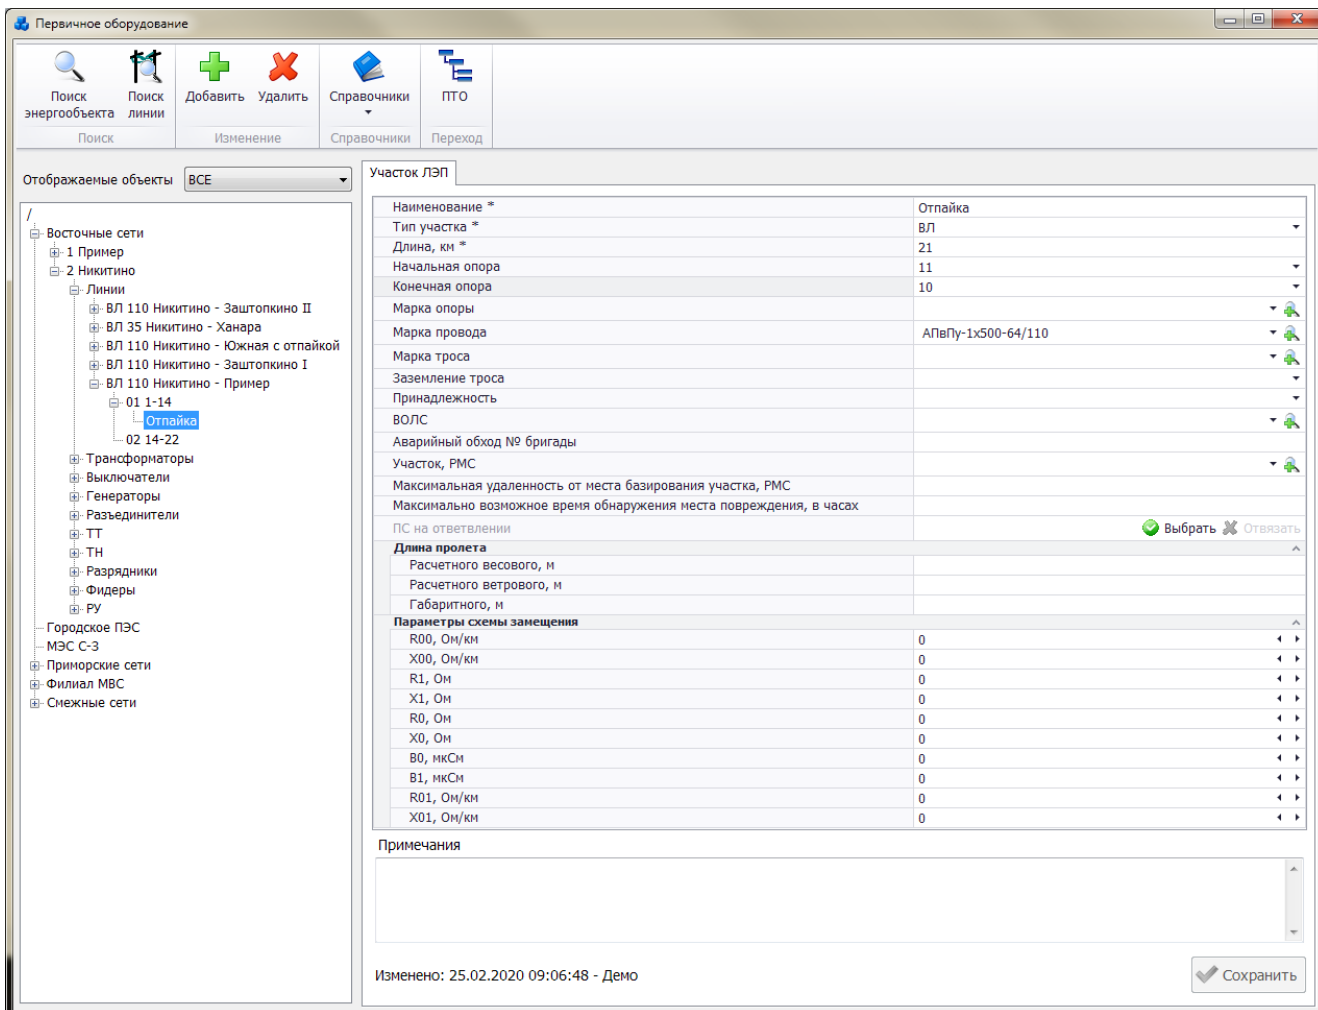 Первичное оборудование
Поиск энергообъекта
Поиск линии
Добавить
Удалить
Справочники
ПТО
Поиск
Изменение
Справочники
Переход
Отображаемые объекты ВСЕ
/
Восточные сети
1 Пример
2 Никитино
Линии
ВЛ 110 Никитино - Заштопкино II
ВЛ 35 Никитино - Ханара
ВЛ 110 Никитино - Южная с отпайкой
ВЛ 110 Никитино - Заштопкино I
ВЛ 110 Никитино - Пример
01 1-14
Отпайка
02 14-22
Трансформаторы
Выключатели
Генераторы
Разъединители
ТТ
ТН
Разрядники
Фидеры
РУ
Городское ПЭС
МЭС С-3
Приморские сети
Филиал МВС
Смежные сети
Участок ЛЭП
Наименование * Отпайка
Тип участка * ВЛ
Длина, км * 21
Начальная опора 11
Конечная опора 10
Марка опоры
Марка провода АПвПу-1х500-64/110
Марка троса
Заземление троса
Принадлежность
ВОЛС
Аварийный обход № бригады
Участок, РМС
Максимальная удаленность от места базирования участка, РМС
Максимально возможное время обнаружения места повреждения, в часах
ПС на ответвлении Выбрать Отвязать
Длина пролета
Расчетного весового, м
Расчетного ветрового, м
Габаритного, м
Параметры схемы замещения
R00, Ом/км 0
X00, Ом/км 0
R1, Ом 0
X1, Ом 0
R0, Ом 0
X0, Ом 0
B0, мкСм 0
B1, мкСм 0
R01, Ом/км 0
X01, Ом/км 0
Примечания
Изменено: 25.02.2020 09:06:48 - Демо
Сохранить